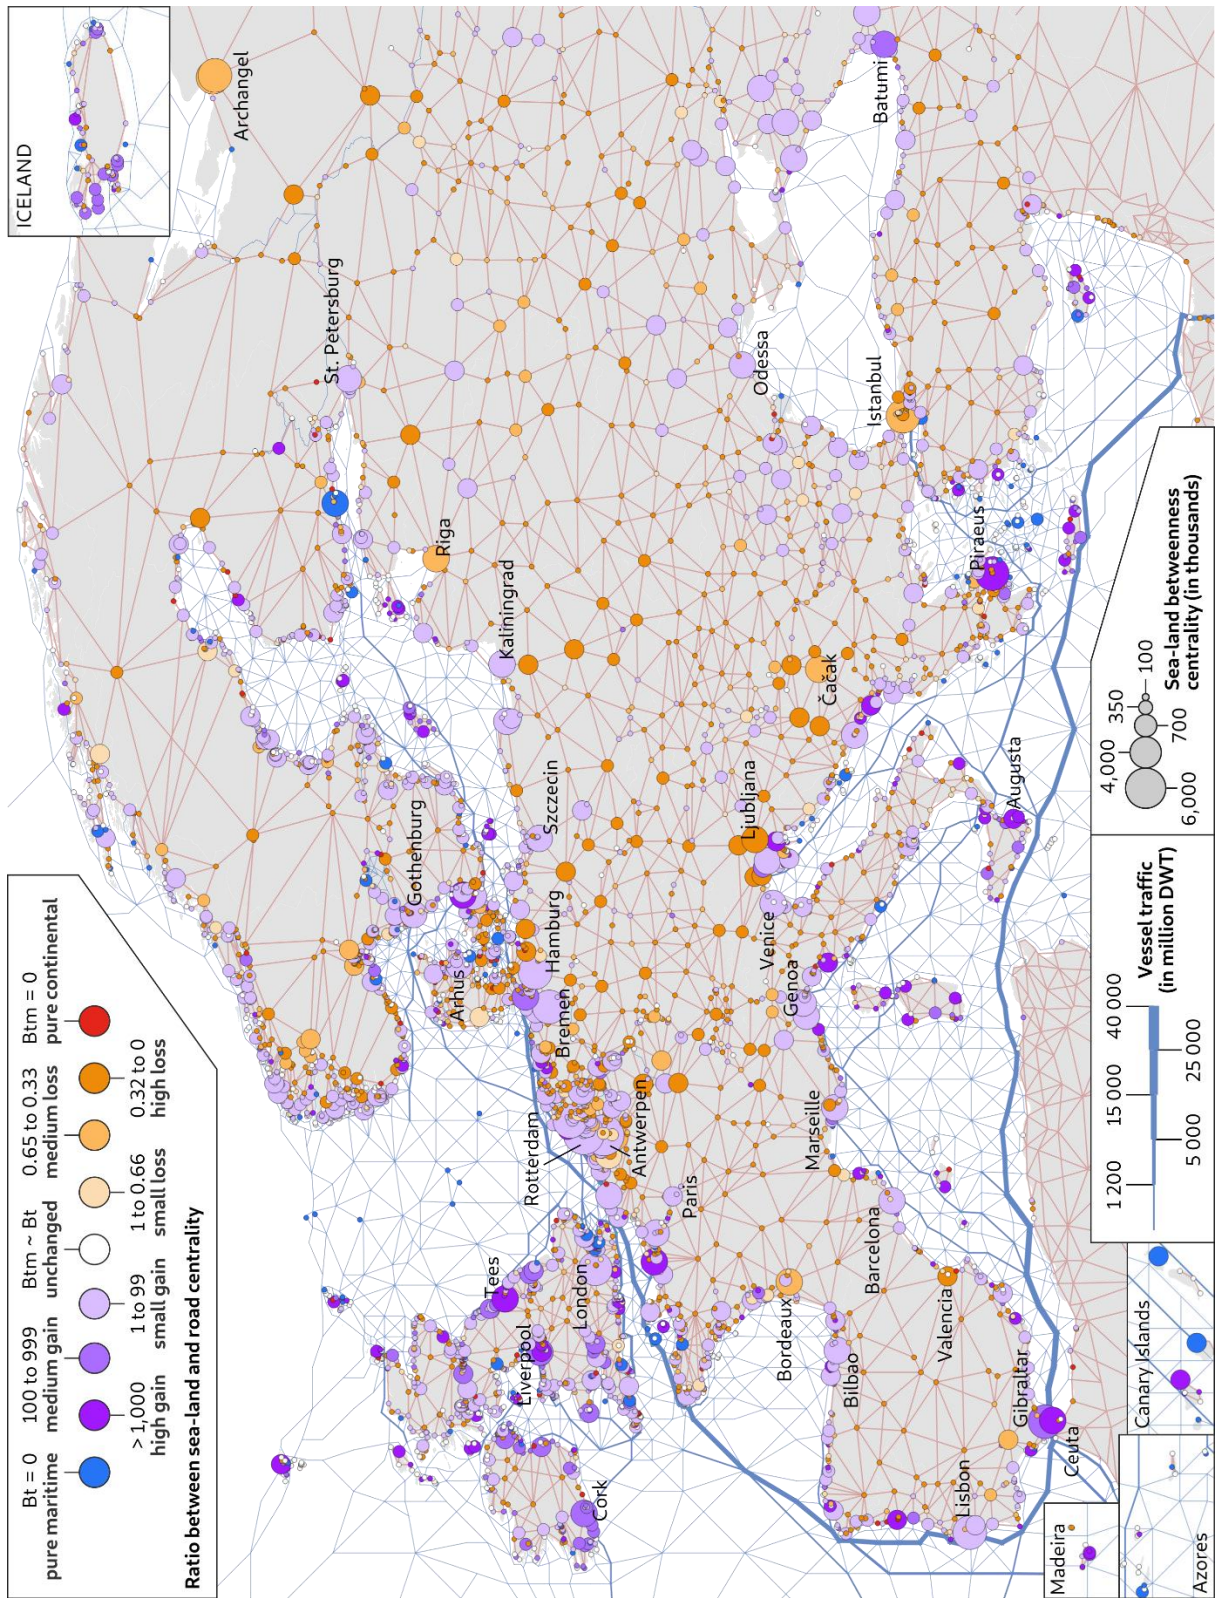 Bt = 0
pure maritime
>1,000
high gain
100 to 999
medium gain
1 to 99
small gain
Btm ~ Bt
unchanged
1 to 0.66
small loss
0.65 to 0.33
medium loss
0.32 to 0
high loss
Btm = 0
pure continental
Ratio between sea-land and road centrality
ICELAND
Archangel
St. Petersburg
Riga
Kaliningrad
Gothenburg
Szczecin
Arhus
Hamburg
Bremen
Rotterdam
Antwerpen
Tees
Liverpool
London
Cork
Paris
Batumi
Odessa
Istanbul
Piraeus
Čačak
Ljubljana
Venice
Genoa
Augusta
Marseille
Bordeaux
Bilbao
Barcelona
Valencia
Gibraltar
Lisbon
Ceuta
Madeira
Azores
Canary Islands
1 200
5 000
15 000
25 000
40 000
Vessel traffic
(in million DWT)
6,000
4,000
700
350
100
Sea-land betweeness
centrality (in thousands)